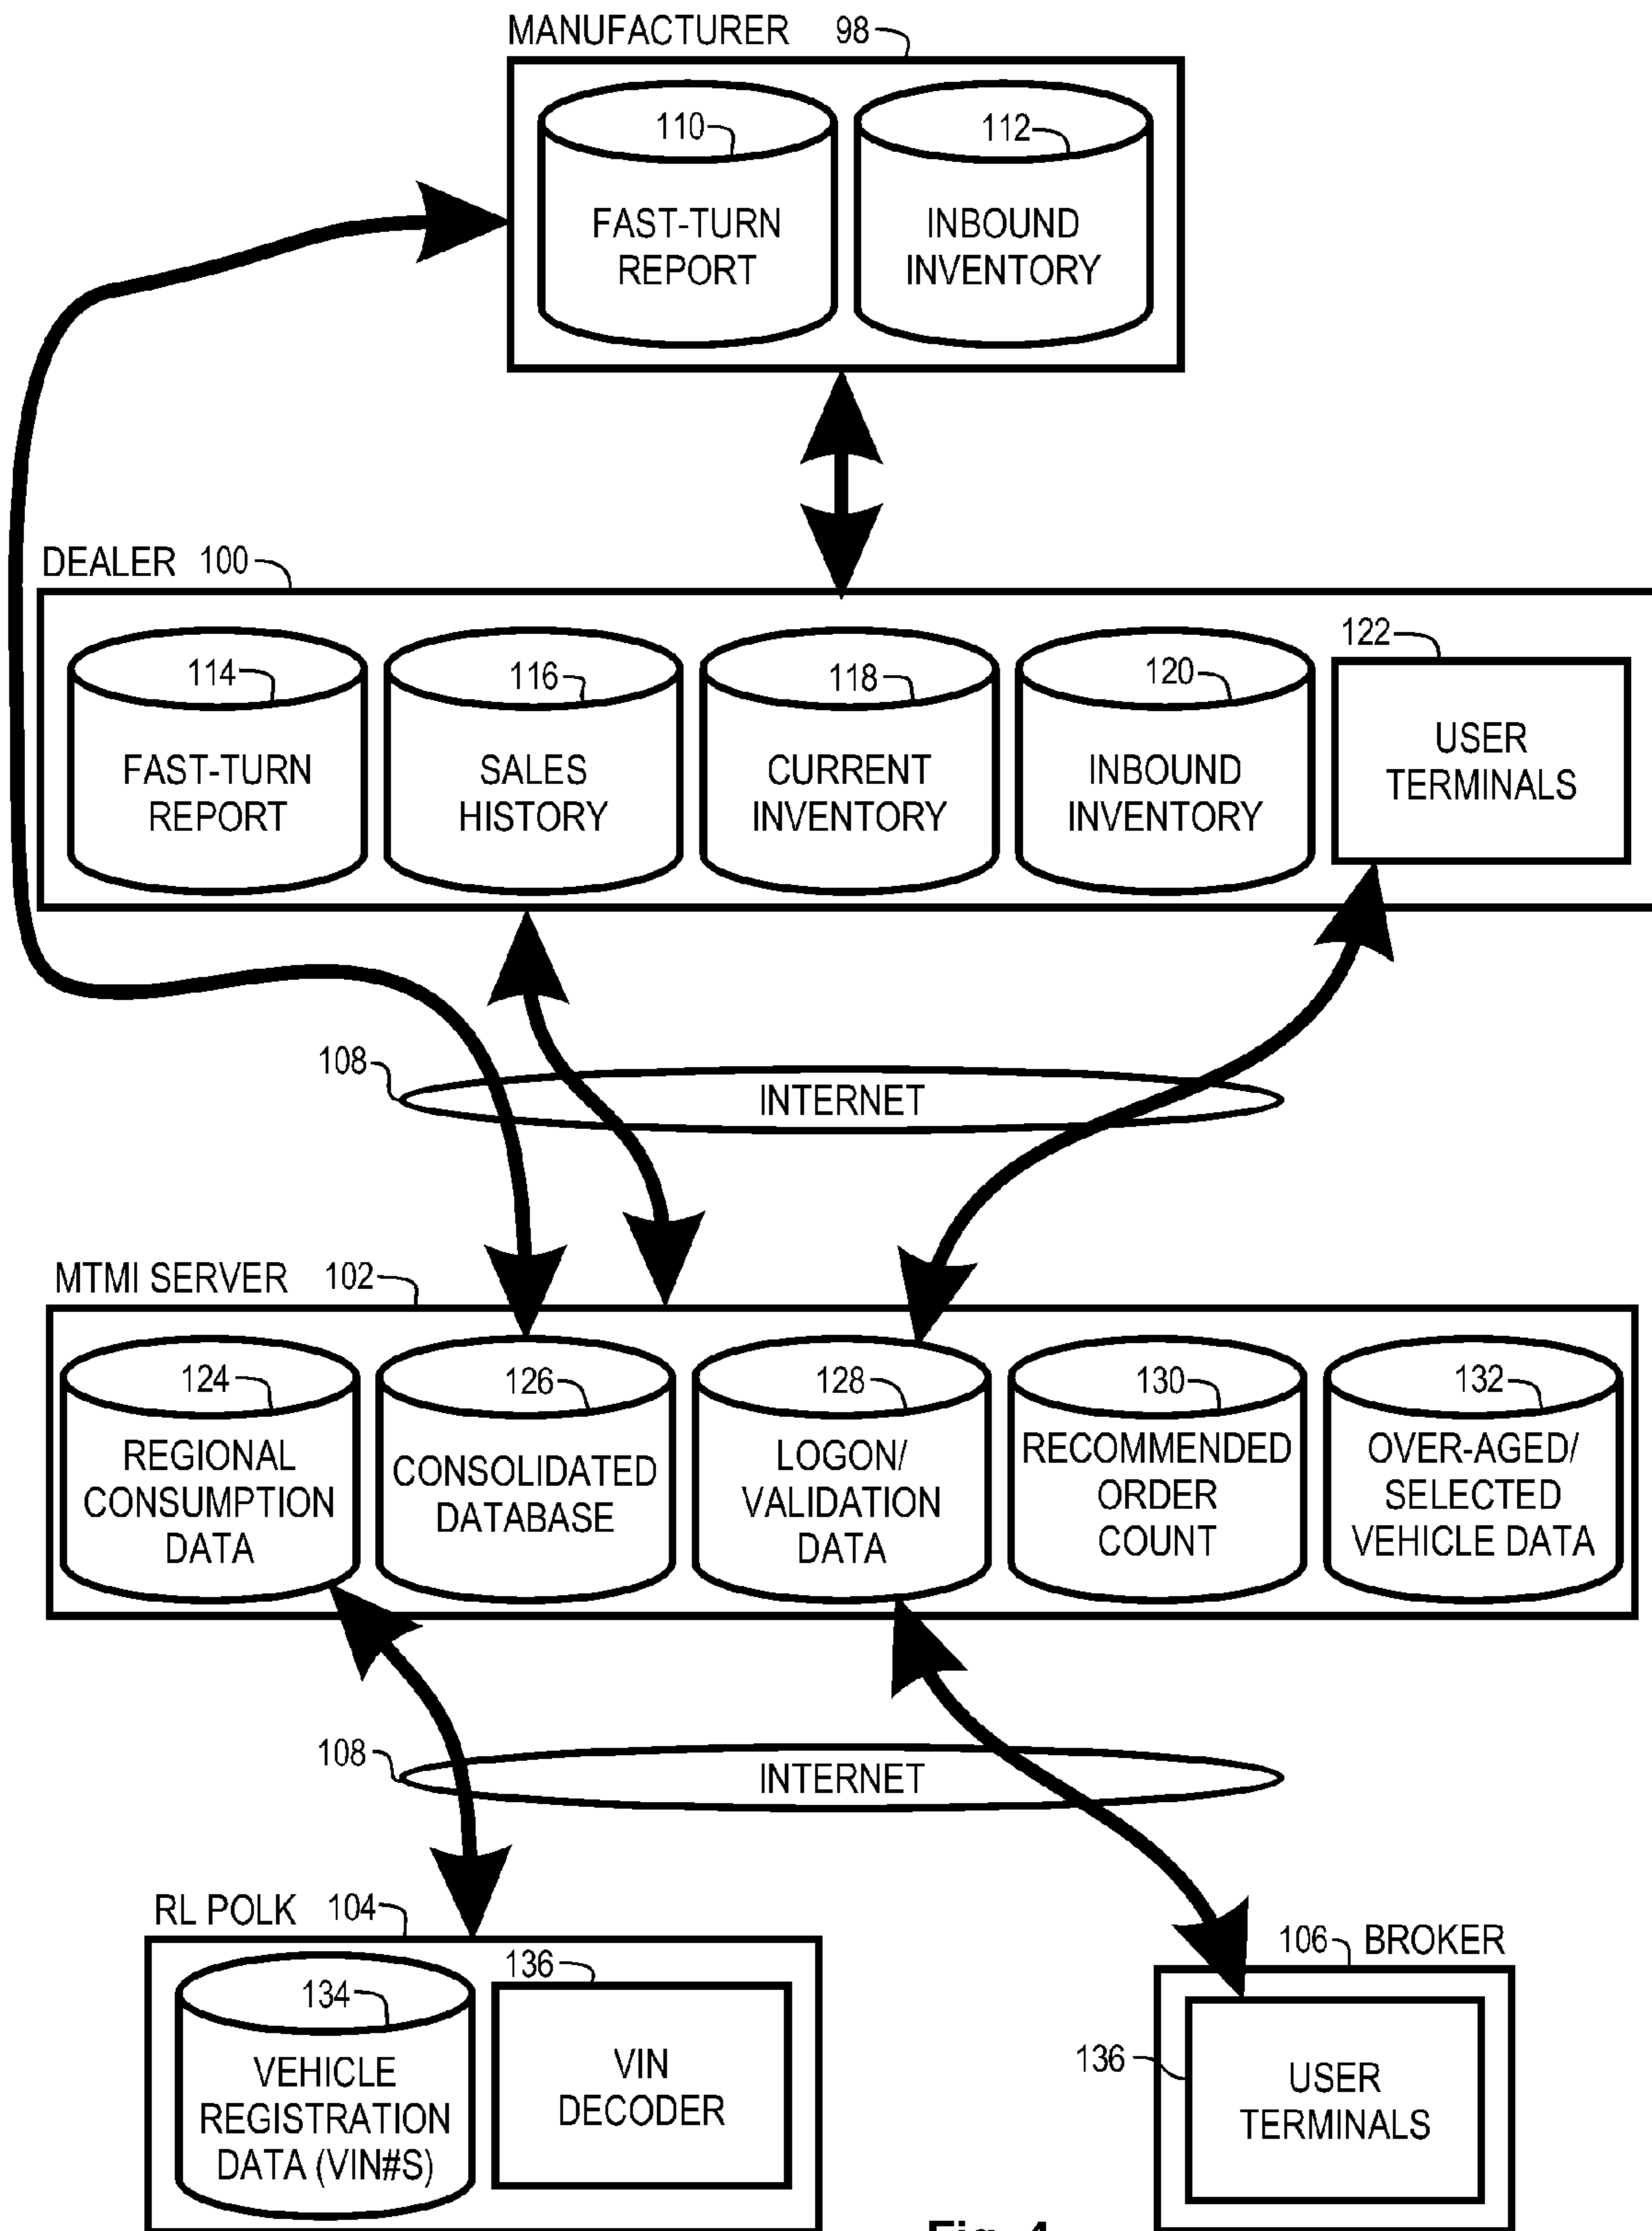 MANUFACTURER 98
110
112
FAST-TURN
REPORT
INBOUND
INVENTORY
DEALER 100
122
114
116
118
120
FAST-TURN
REPORT
SALES
HISTORY
CURRENT
INVENTORY
INBOUND
INVENTORY
USER
TERMINALS
108
INTERNET
MTMI SERVER 102
124
126
128
130
132
REGIONAL
CONSUMPTION
DATA
CONSOLIDATED
DATABASE
LOGON/
VALIDATION
DATA
RECOMMENDED
ORDER
COUNT
OVER-AGED/
SELECTED
VEHICLE DATA
108
INTERNET
RL POLK 104
136
134
VEHICLE
REGISTRATION
DATA (VIN#S)
VIN
DECODER
106 BROKER
136
USER
TERMINALS